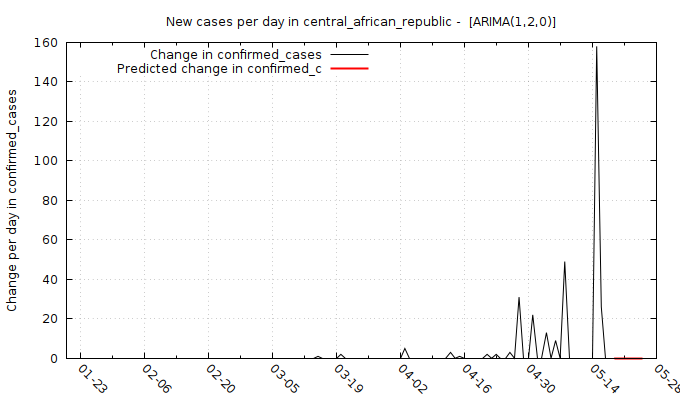 New cases per day in central_african_republic -  [ARIMA(1,2,0)]
Change in confirmed_cases
Predicted change in confirmed_c
Change per day in confirmed_cases
160
140
120
100
80
60
40
20
0
01-23 02-06 02-20 03-05 03-19 04-02 04-16 04-30 05-14 05-28